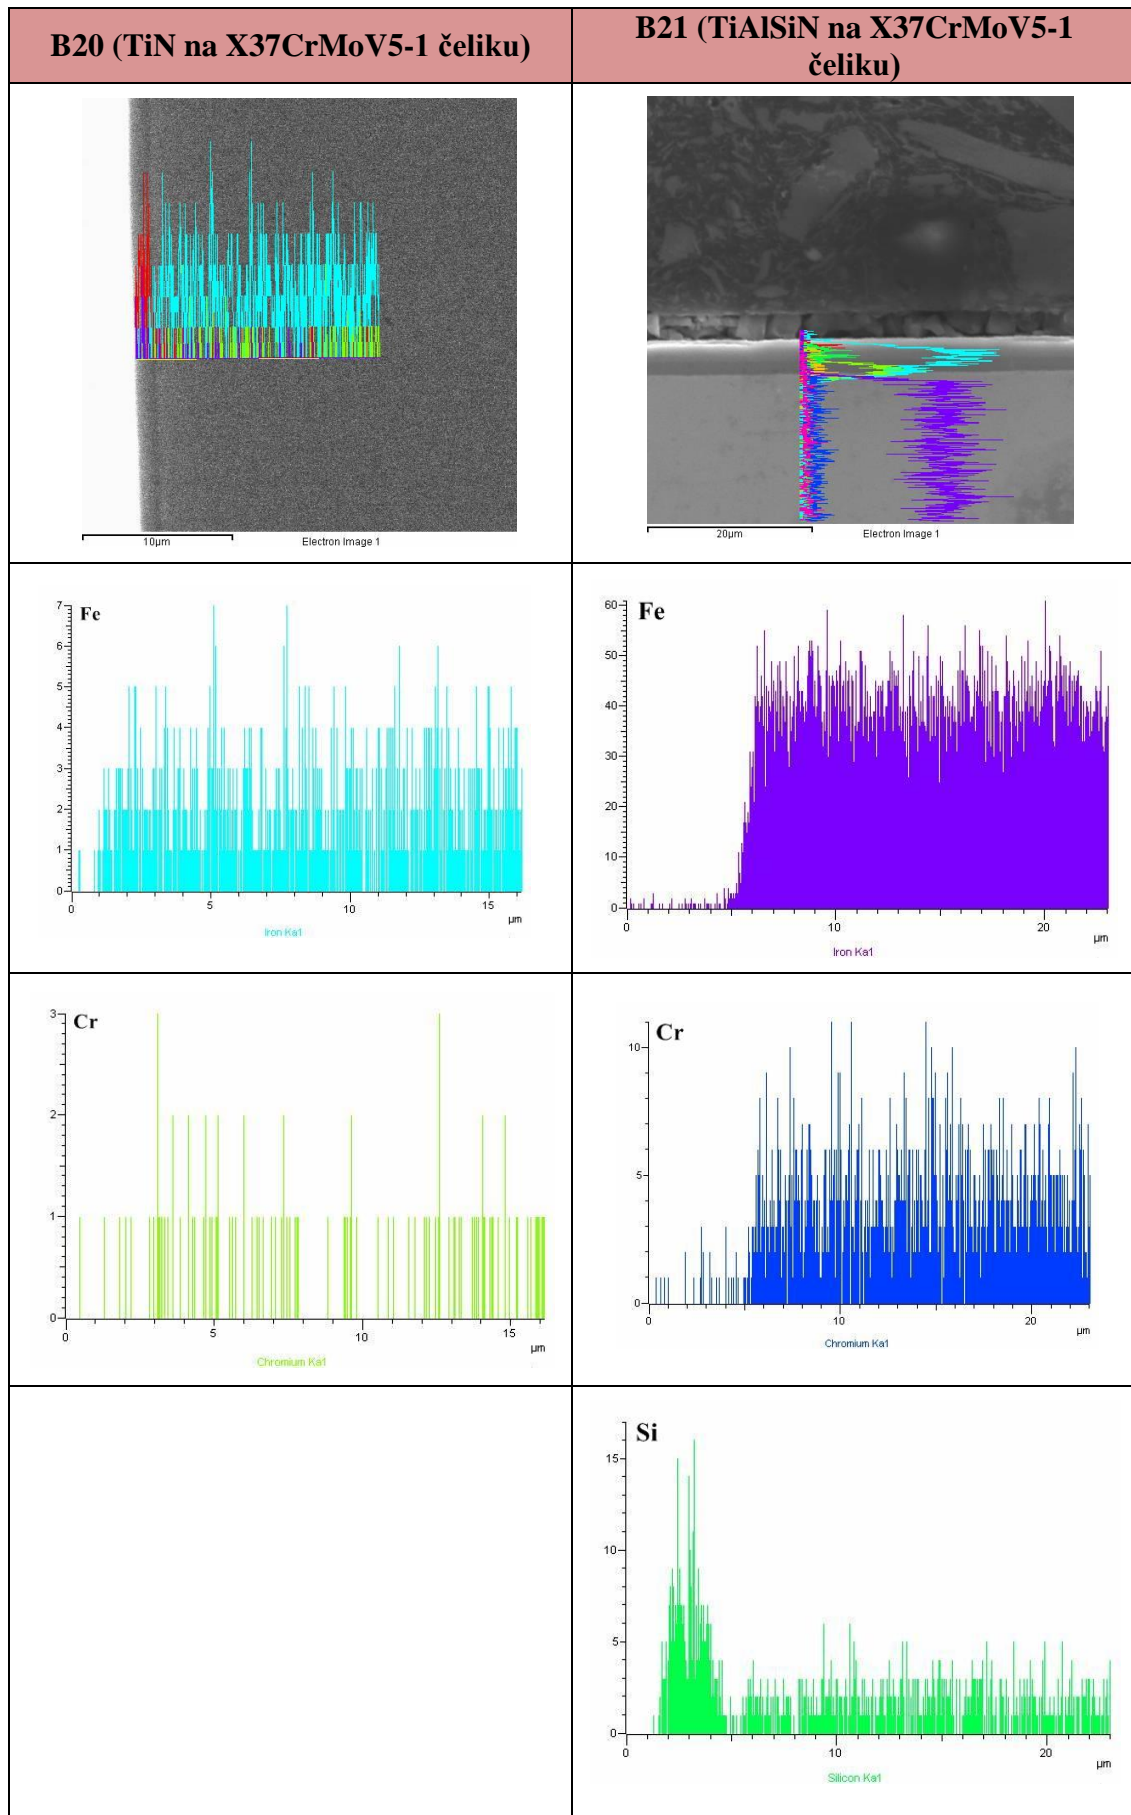 B20 (TiN na X37CrMoV5-1 čeliku)
B21 (TiAlSiN na X37CrMoV5-1
čeliku)
10µm
Electron Image 1
20µm
Electron Image 1
Fe
7
6
5
4
3
2
1
0
0
5
10
15
µm
Iron Ka1
Fe
60
50
40
30
20
10
0
0
10
20
µm
Iron Ka1
Cr
3
2
1
0
0
5
10
15
µm
Chromium Ka1
Cr
10
5
0
0
10
20
µm
Chromium Ka1
Si
15
10
5
0
0
10
20
µm
Silicon Ka1